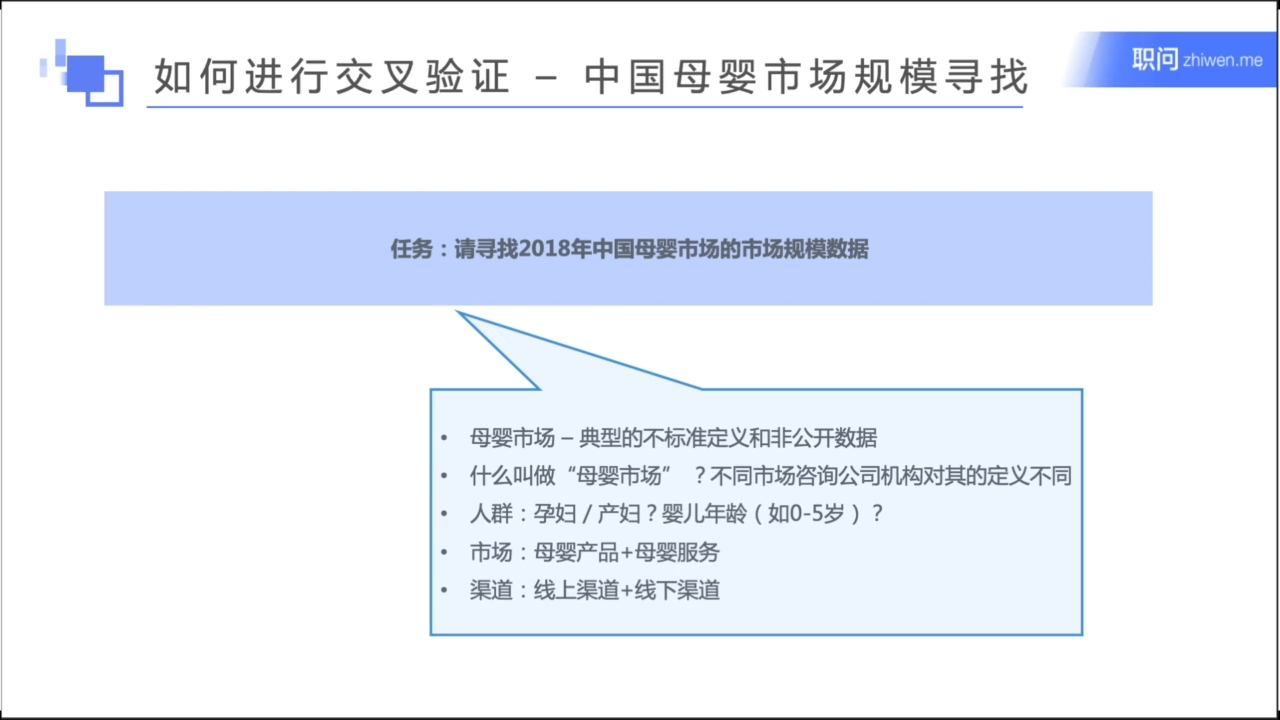 如何进行交叉验证 – 中国母婴市场规模寻找
职问 zhiwen.me
任务：请寻找2018年中国母婴市场的市场规模数据
• 母婴市场 – 典型的不标准定义和非公开数据
• 什么叫做“母婴市场” ？不同市场咨询公司机构对其的定义不同
• 人群：孕妇 / 产妇？婴儿年龄（如0-5岁）？
• 市场：母婴产品+母婴服务
• 渠道：线上渠道+线下渠道